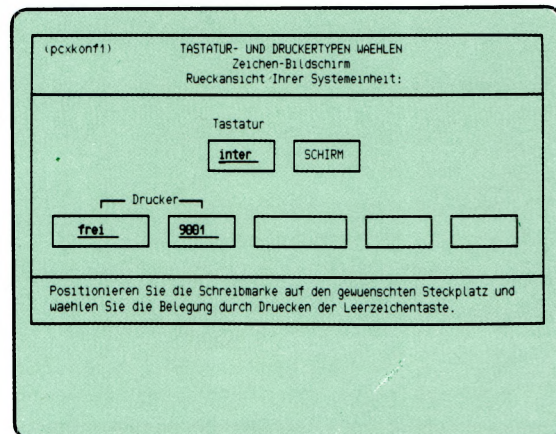 (pcxkonf1) TASTATUR- UND DRUCKERTYPEN WAEHLEN
Zeichen-Bildschirm
Rueckansicht Ihrer Systemeinheit:
Tastatur
inter SCHIRM
Drucker
frei 9001
Positionieren Sie die Schreibmarke auf den gewuenschten Steckplatz und
waehlen Sie die Belegung durch Druecken der Leerzeichentaste.